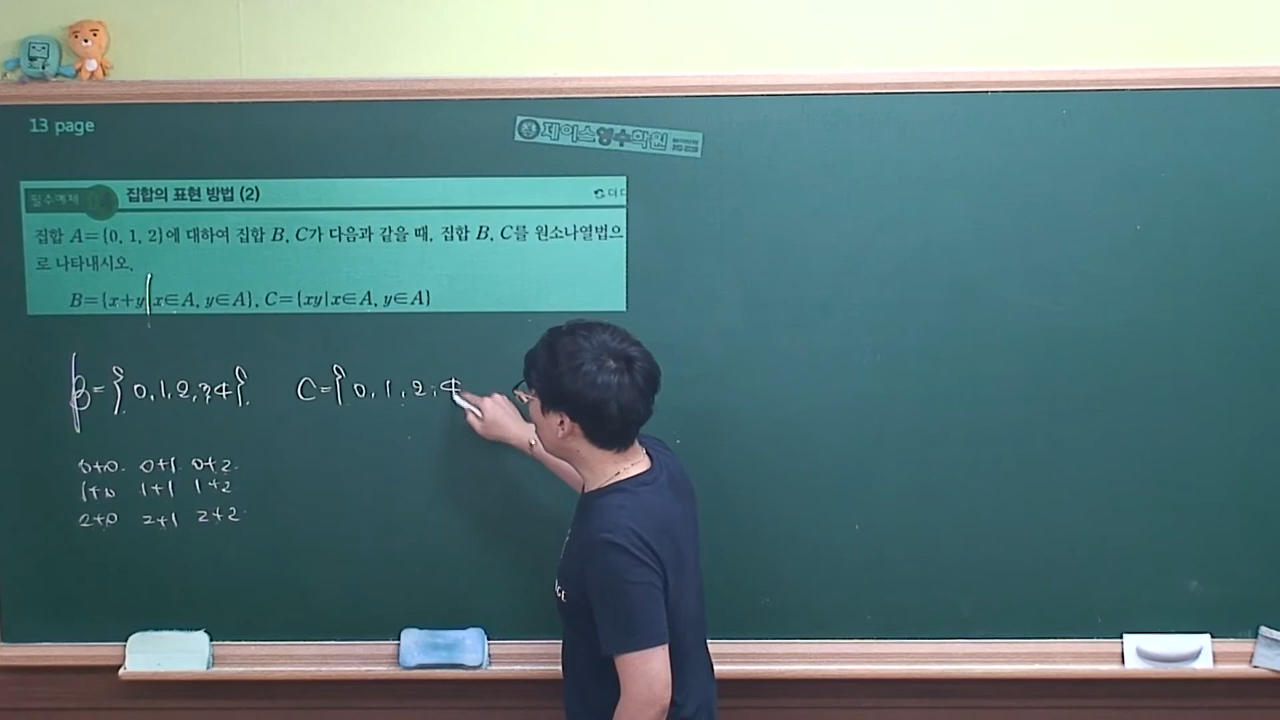 13 page
제이스영수학원
필수예제 04 집합의 표현 방법 (2)
집합 A={0, 1, 2}에 대하여 집합 B, C가 다음과 같을 때, 집합 B, C를 원소나열법으
로 나타내시오.
B={x+y|x∈A, y∈A}, C={xy|x∈A, y∈A}
B={0,1,2,3,4}. C={0,1,2,4
0+0. 0+1. 0+2.
1+0 1+1 1+2
2+0 2+1 2+2